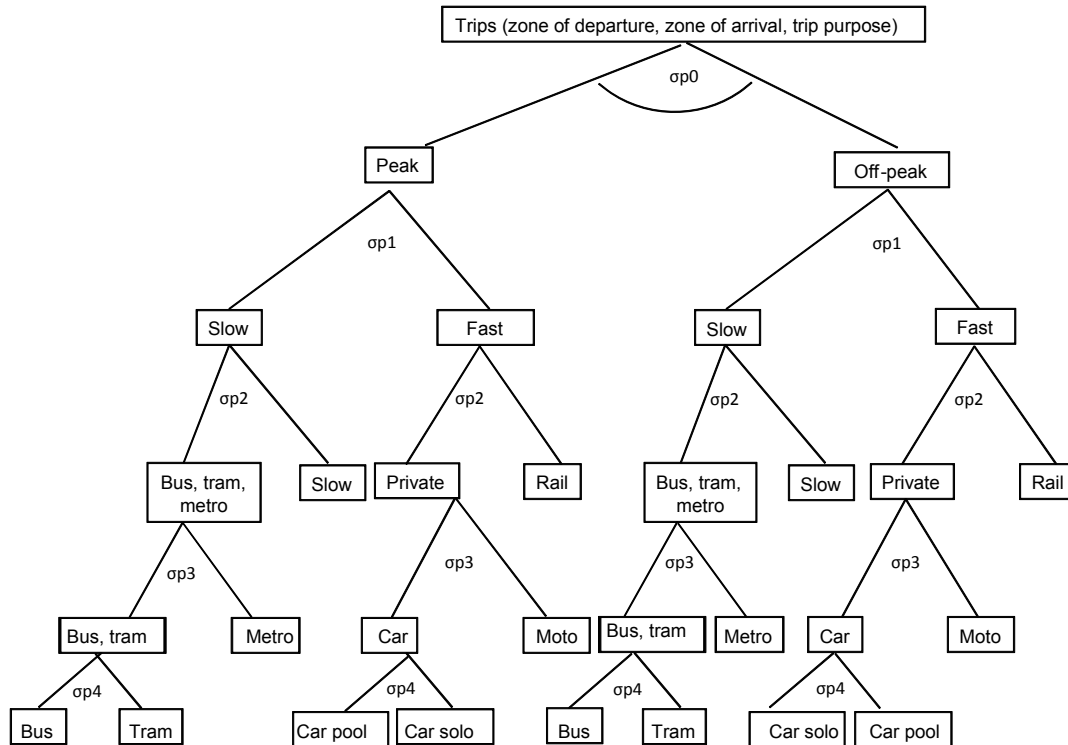 Trips (zone of departure, zone of arrival, trip purpose)
σp0
Peak
Off-peak
σp1
σp1
Slow
Fast
Slow
Fast
σp2
σp2
σp2
σp2
Bus, tram,
metro
Slow
Private
Rail
Bus, tram,
metro
Slow
Private
Rail
σp3
σp3
σp3
σp3
Bus, tram
Metro
Car
Moto
Bus, tram
Metro
Car
Moto
σp4
σp4
σp4
σp4
Bus
Tram
Car pool
Car solo
Bus
Tram
Car solo
Car pool